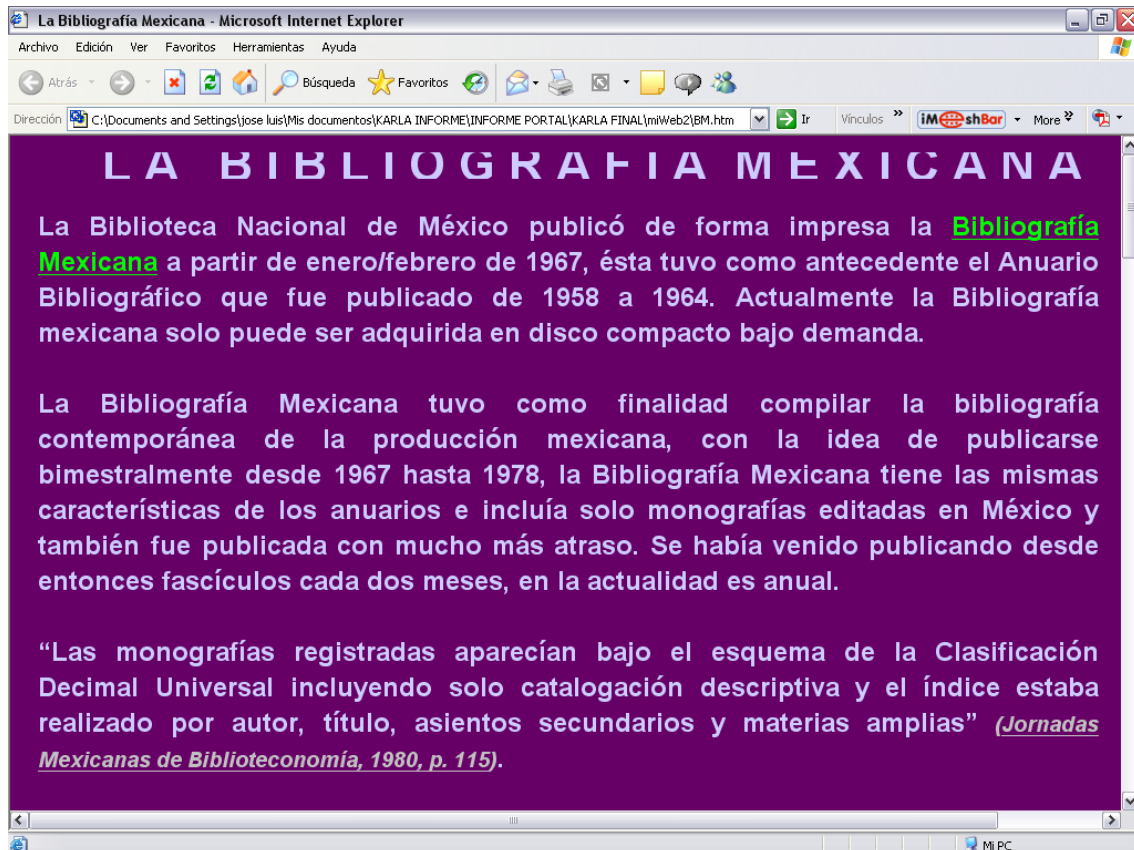 La Bibliografía Mexicana - Microsoft Internet Explorer
Archivo Edición Ver Favoritos Herramientas Ayuda
Atrás Búsqueda Favoritos
Dirección C:\Documents and Settings\jose luis\Mis documentos\KARLA INFORME\INFORME PORTAL\KARLA FINAL\miWeb2\BM.htm Ir Vínculos » iMeshBar More »
LA BIBLIOGRAFIA MEXICANA
La Biblioteca Nacional de México publicó de forma impresa la Bibliografía
Mexicana a partir de enero/febrero de 1967, ésta tuvo como antecedente el Anuario
Bibliográfico que fue publicado de 1958 a 1964. Actualmente la Bibliografía
mexicana solo puede ser adquirida en disco compacto bajo demanda.
La Bibliografía Mexicana tuvo como finalidad compilar la bibliografía
contemporánea de la producción mexicana, con la idea de publicarse
bimestralmente desde 1967 hasta 1978, la Bibliografía Mexicana tiene las mismas
características de los anuarios e incluía solo monografías editadas en México y
también fue publicada con mucho más atraso. Se había venido publicando desde
entonces fascículos cada dos meses, en la actualidad es anual.
“Las monografías registradas aparecían bajo el esquema de la Clasificación
Decimal Universal incluyendo solo catalogación descriptiva y el índice estaba
realizado por autor, título, asientos secundarios y materias amplias” (Jornadas
Mexicanas de Biblioteconomía, 1980, p. 115).
Mi PC